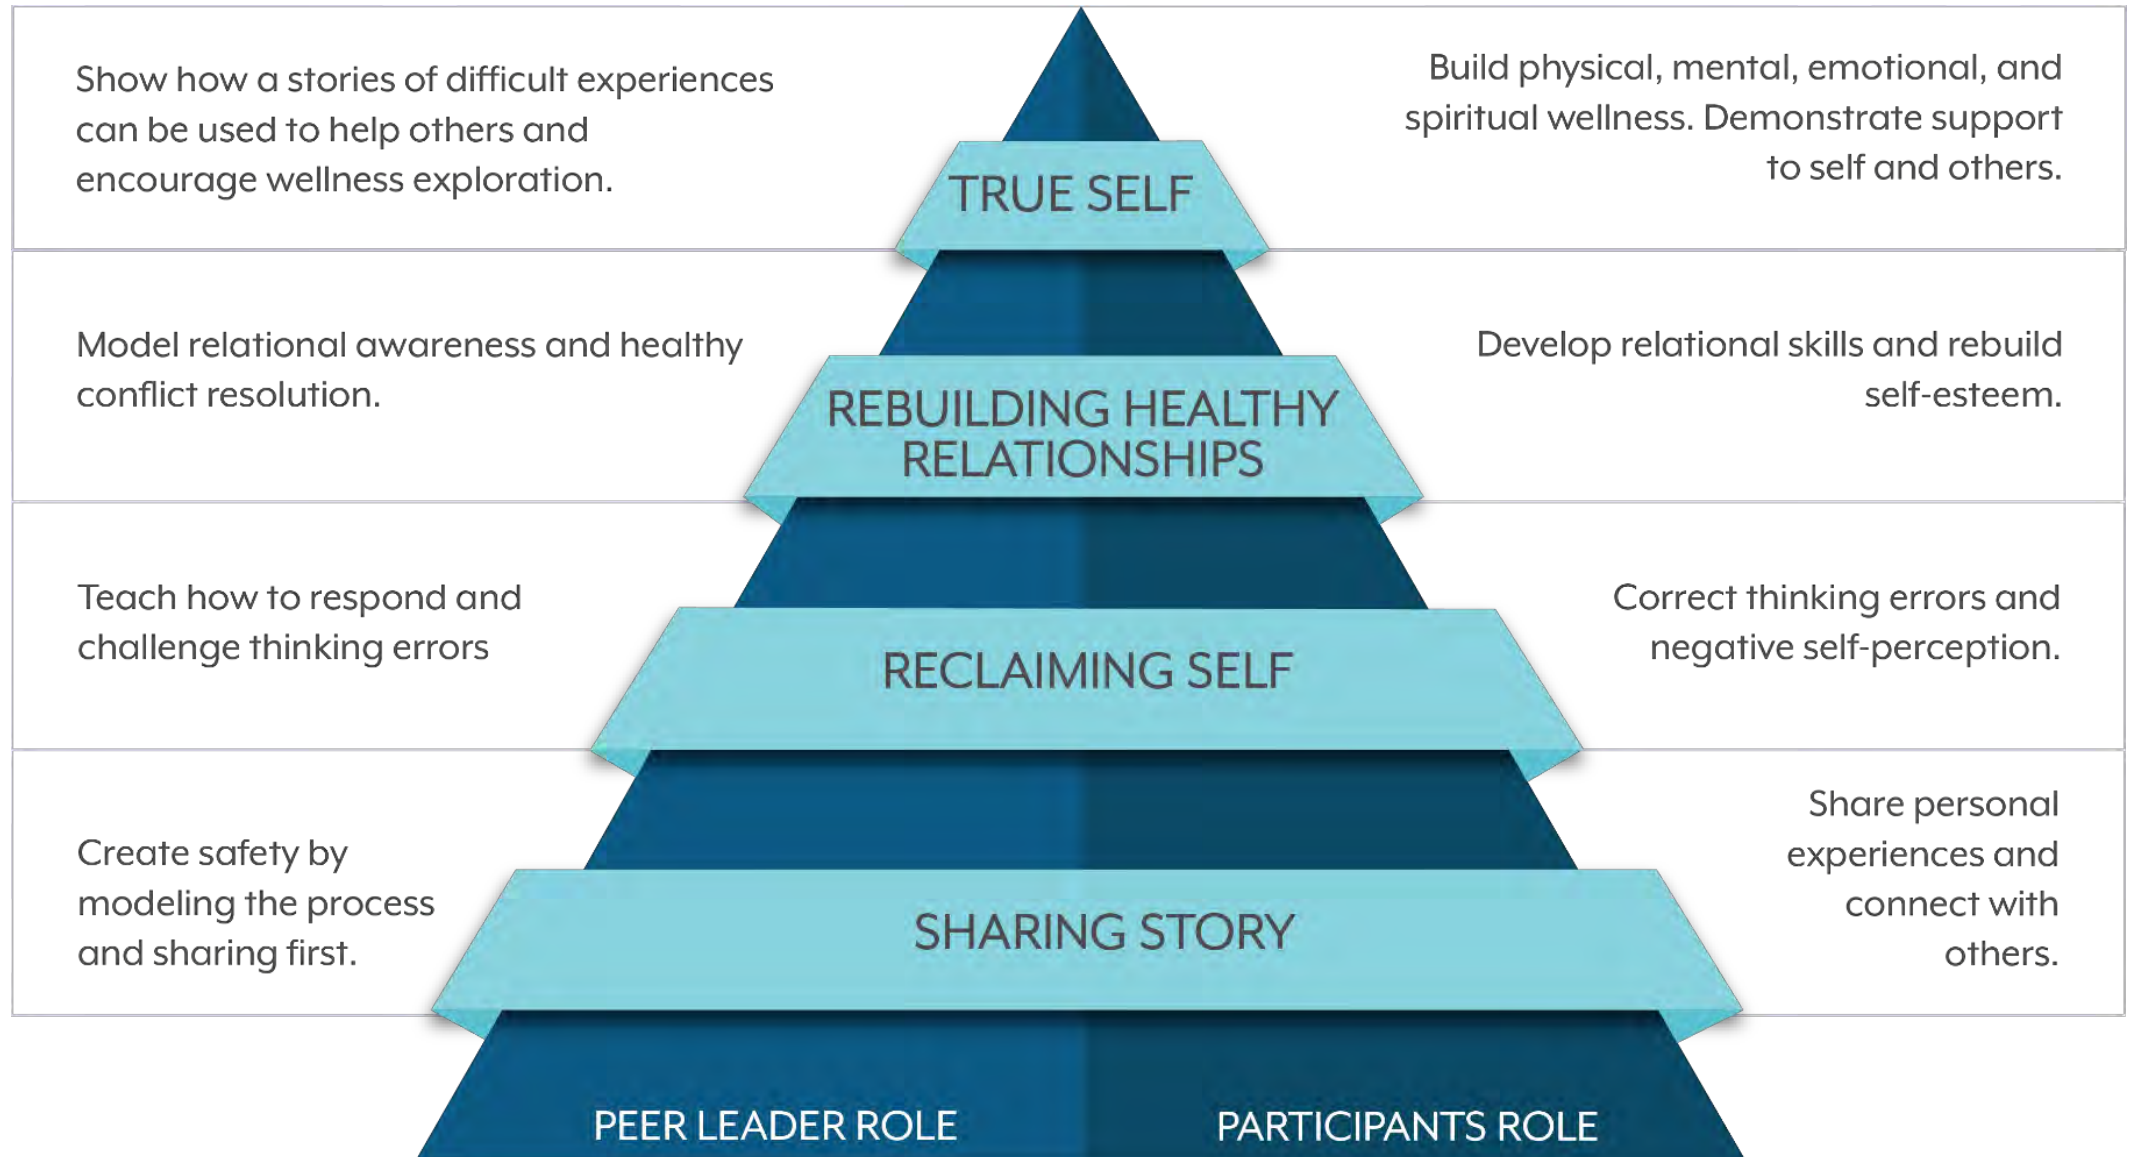 Show how a stories of difficult experiences
can be used to help others and
encourage wellness exploration.
TRUE SELF
Build physical, mental, emotional, and
spiritual wellness. Demonstrate support
to self and others.
Model relational awareness and healthy
conflict resolution.
REBUILDING HEALTHY
RELATIONSHIPS
Develop relational skills and rebuild
self-esteem.
Teach how to respond and
challenge thinking errors
RECLAIMING SELF
Correct thinking errors and
negative self-perception.
Create safety by
modeling the process
and sharing first.
SHARING STORY
Share personal
experiences and
connect with
others.
PEER LEADER ROLE
PARTICIPANTS ROLE